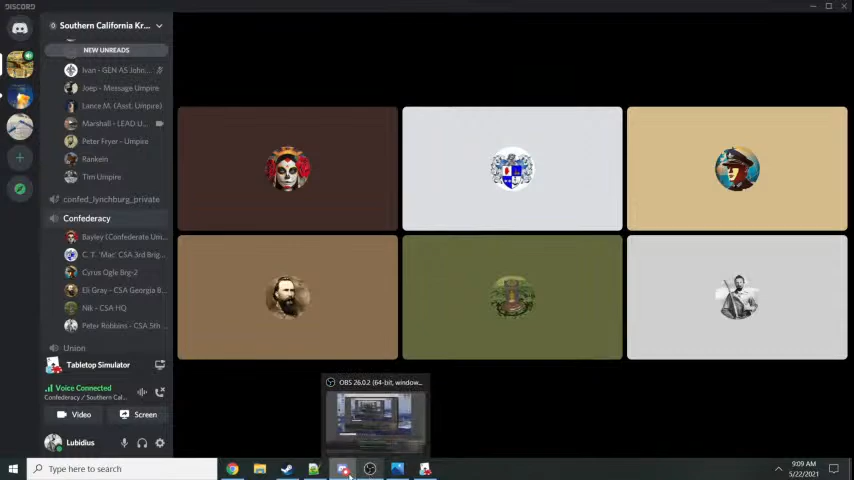 DISCORD
Southern California Kr...
NEW UNREADS
Ivan - GEN AS John...
Joep - Message Umpire
Lance M. (Asst. Umpire)
Marshall - LEAD U...
Peter Fryer - Umpire
Rankein
Tim Umpire
confed_lynchburg_private
Confederacy
Bayley (Confederate Um...
C. T. 'Mac' CSA 3rd Brig...
Cyrus Ogle Brg-2
Eli Gray - CSA Georgia B...
Nik - CSA HQ
Peter Robbins - CSA 5th ...
Union
Tabletop Simulator
Voice Connected
Confederacy / Southern Cal...
Video
Screen
Lubidius
OBS 26.0.2 (64-bit, window...
Type here to search
9:09 AM
5/22/2021